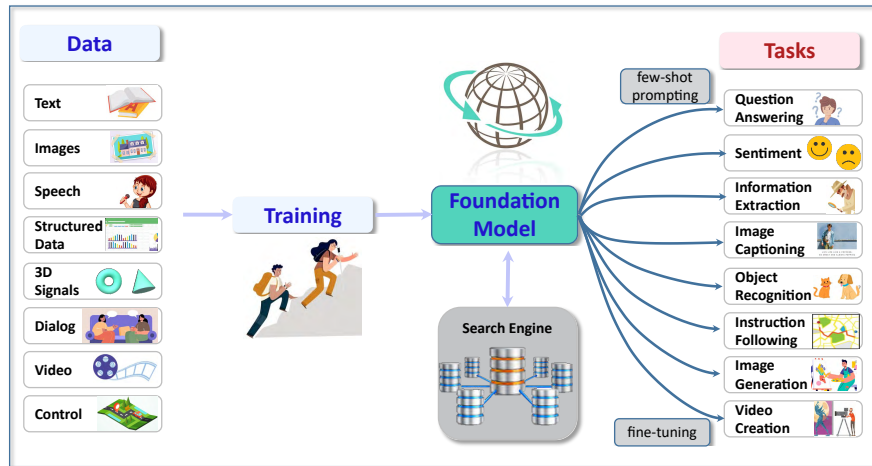 Data
Text
Images
Speech
Structured
Data
3D
Signals
Dialog
Video
Control
Training
Foundation
Model
Search Engine
few-shot
prompting
fine-tuning
Tasks
Question
Answering
Sentiment
Information
Extraction
Image
Captioning
Object
Recognition
Instruction
Following
Image
Generation
Video
Creation